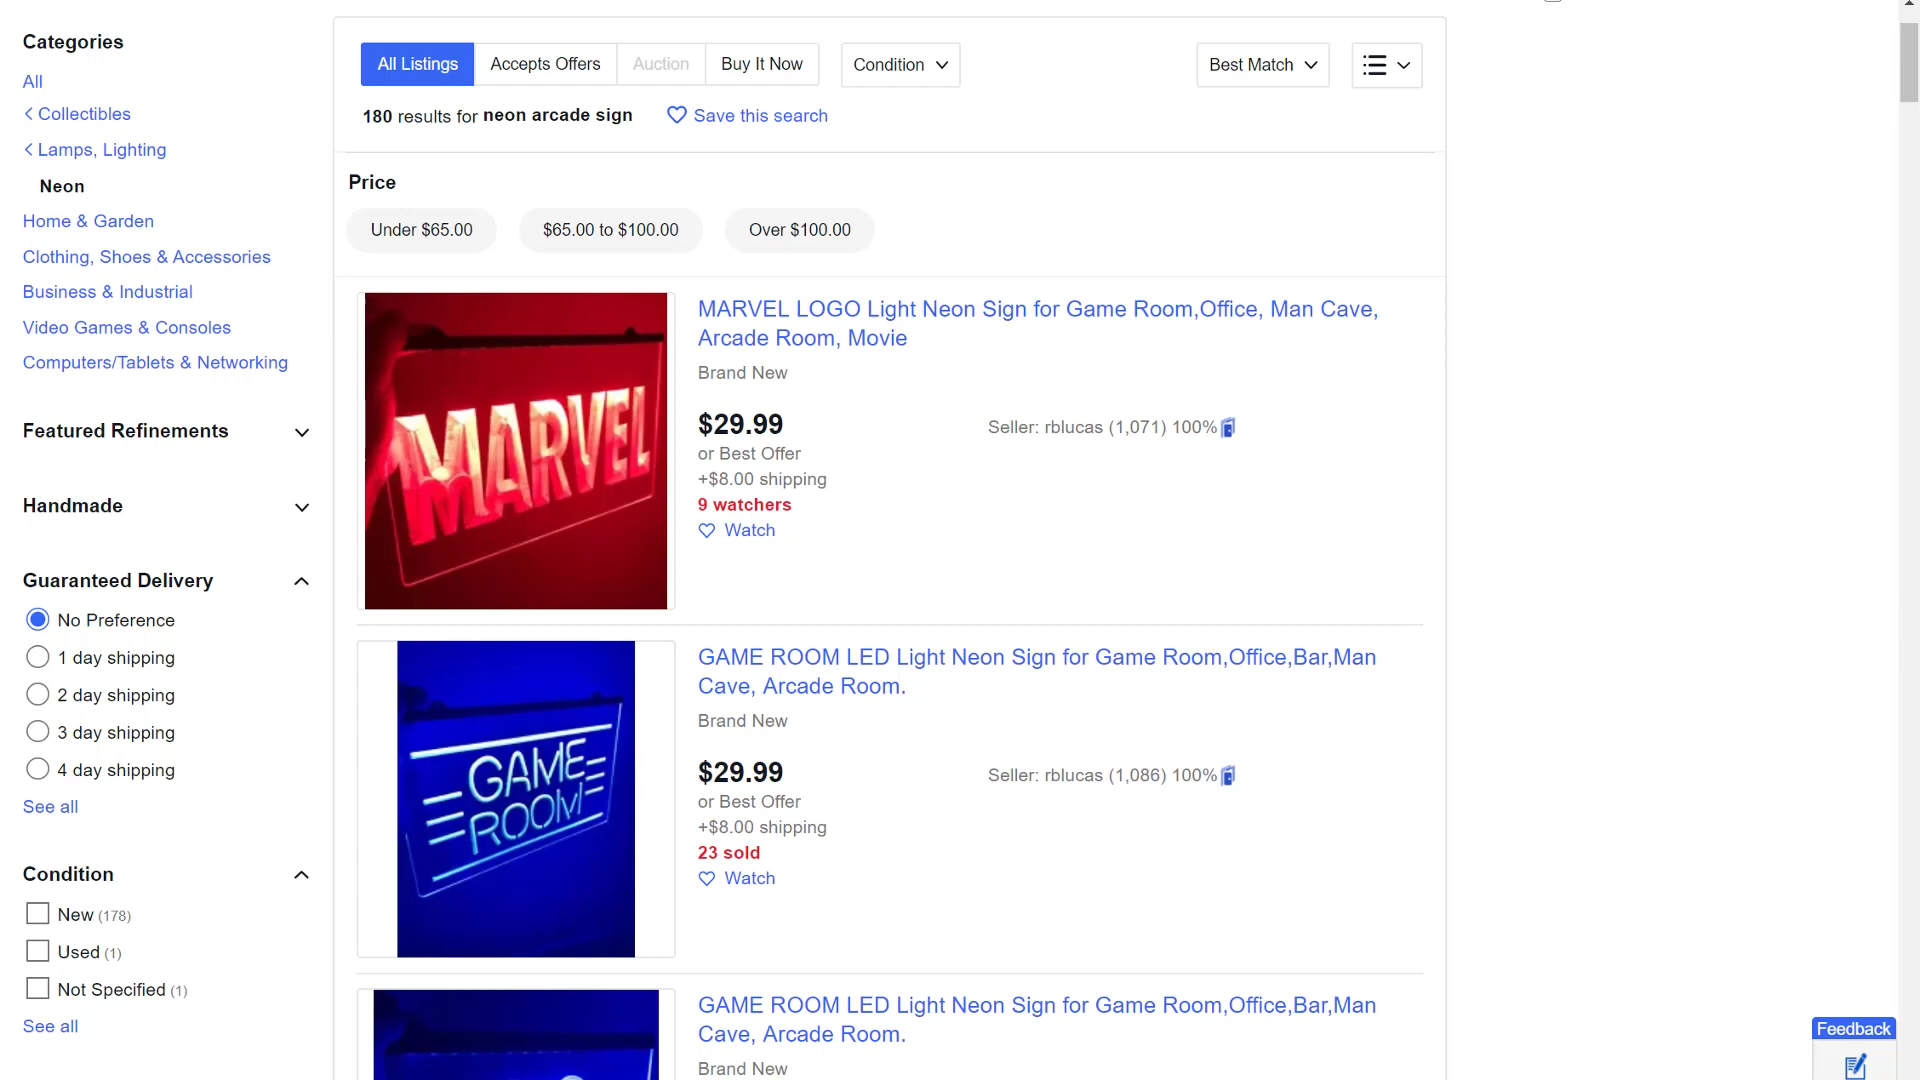 Categories
All
Collectibles
Lamps, Lighting
Neon
Home & Garden
Clothing, Shoes & Accessories
Business & Industrial
Video Games & Consoles
Computers/Tablets & Networking
Featured Refinements
Handmade
Guaranteed Delivery
No Preference
1 day shipping
2 day shipping
3 day shipping
4 day shipping
See all
Condition
New (178)
Used (1)
Not Specified (1)
See all
All Listings Accepts Offers Auction Buy It Now Condition Best Match
180 results for neon arcade sign Save this search
Price
Under $65.00 $65.00 to $100.00 Over $100.00
MARVEL
MARVEL LOGO Light Neon Sign for Game Room,Office, Man Cave,
Arcade Room, Movie
Brand New
$29.99 Seller: rblucas (1,071) 100%
or Best Offer
+$8.00 shipping
9 watchers
Watch
GAME
ROOM
GAME ROOM LED Light Neon Sign for Game Room,Office,Bar,Man
Cave, Arcade Room.
Brand New
$29.99 Seller: rblucas (1,086) 100%
or Best Offer
+$8.00 shipping
23 sold
Watch
GAME ROOM LED Light Neon Sign for Game Room,Office,Bar,Man
Cave, Arcade Room.
Brand New
Feedback